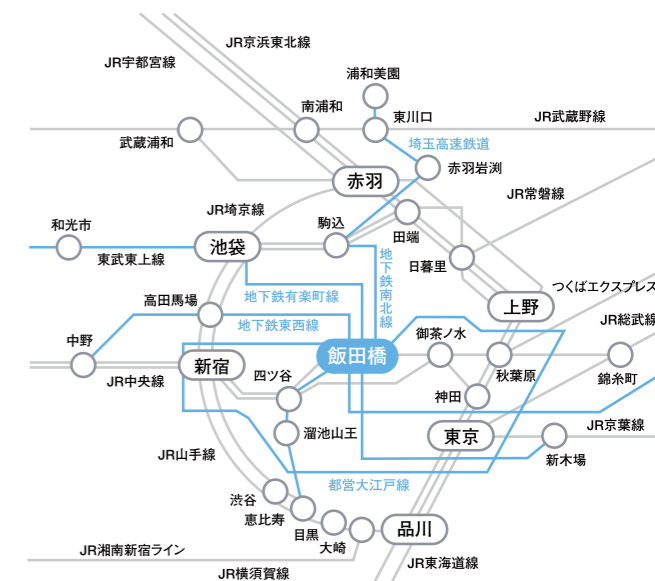 JR京浜東北線
JR宇都宮線
浦和美園
南浦和
東川口
JR武蔵野線
武蔵浦和
埼玉高速鉄道
赤羽岩渕
赤羽
JR常磐線
JR埼京線
和光市
駒込
田端
池袋
東武東上線
日暮里
地下鉄南北線
つくばエクスプレス
地下鉄有楽町線
高田馬場
上野
地下鉄東西線
JR総武線
御茶ノ水
中野
飯田橋
新宿
秋葉原
四ツ谷
錦糸町
JR中央線
神田
溜池山王
東京
JR京葉線
JR山手線
新木場
都営大江戸線
渋谷
恵比寿
目黒
品川
大崎
JR湘南新宿ライン
JR東海道線
JR横須賀線